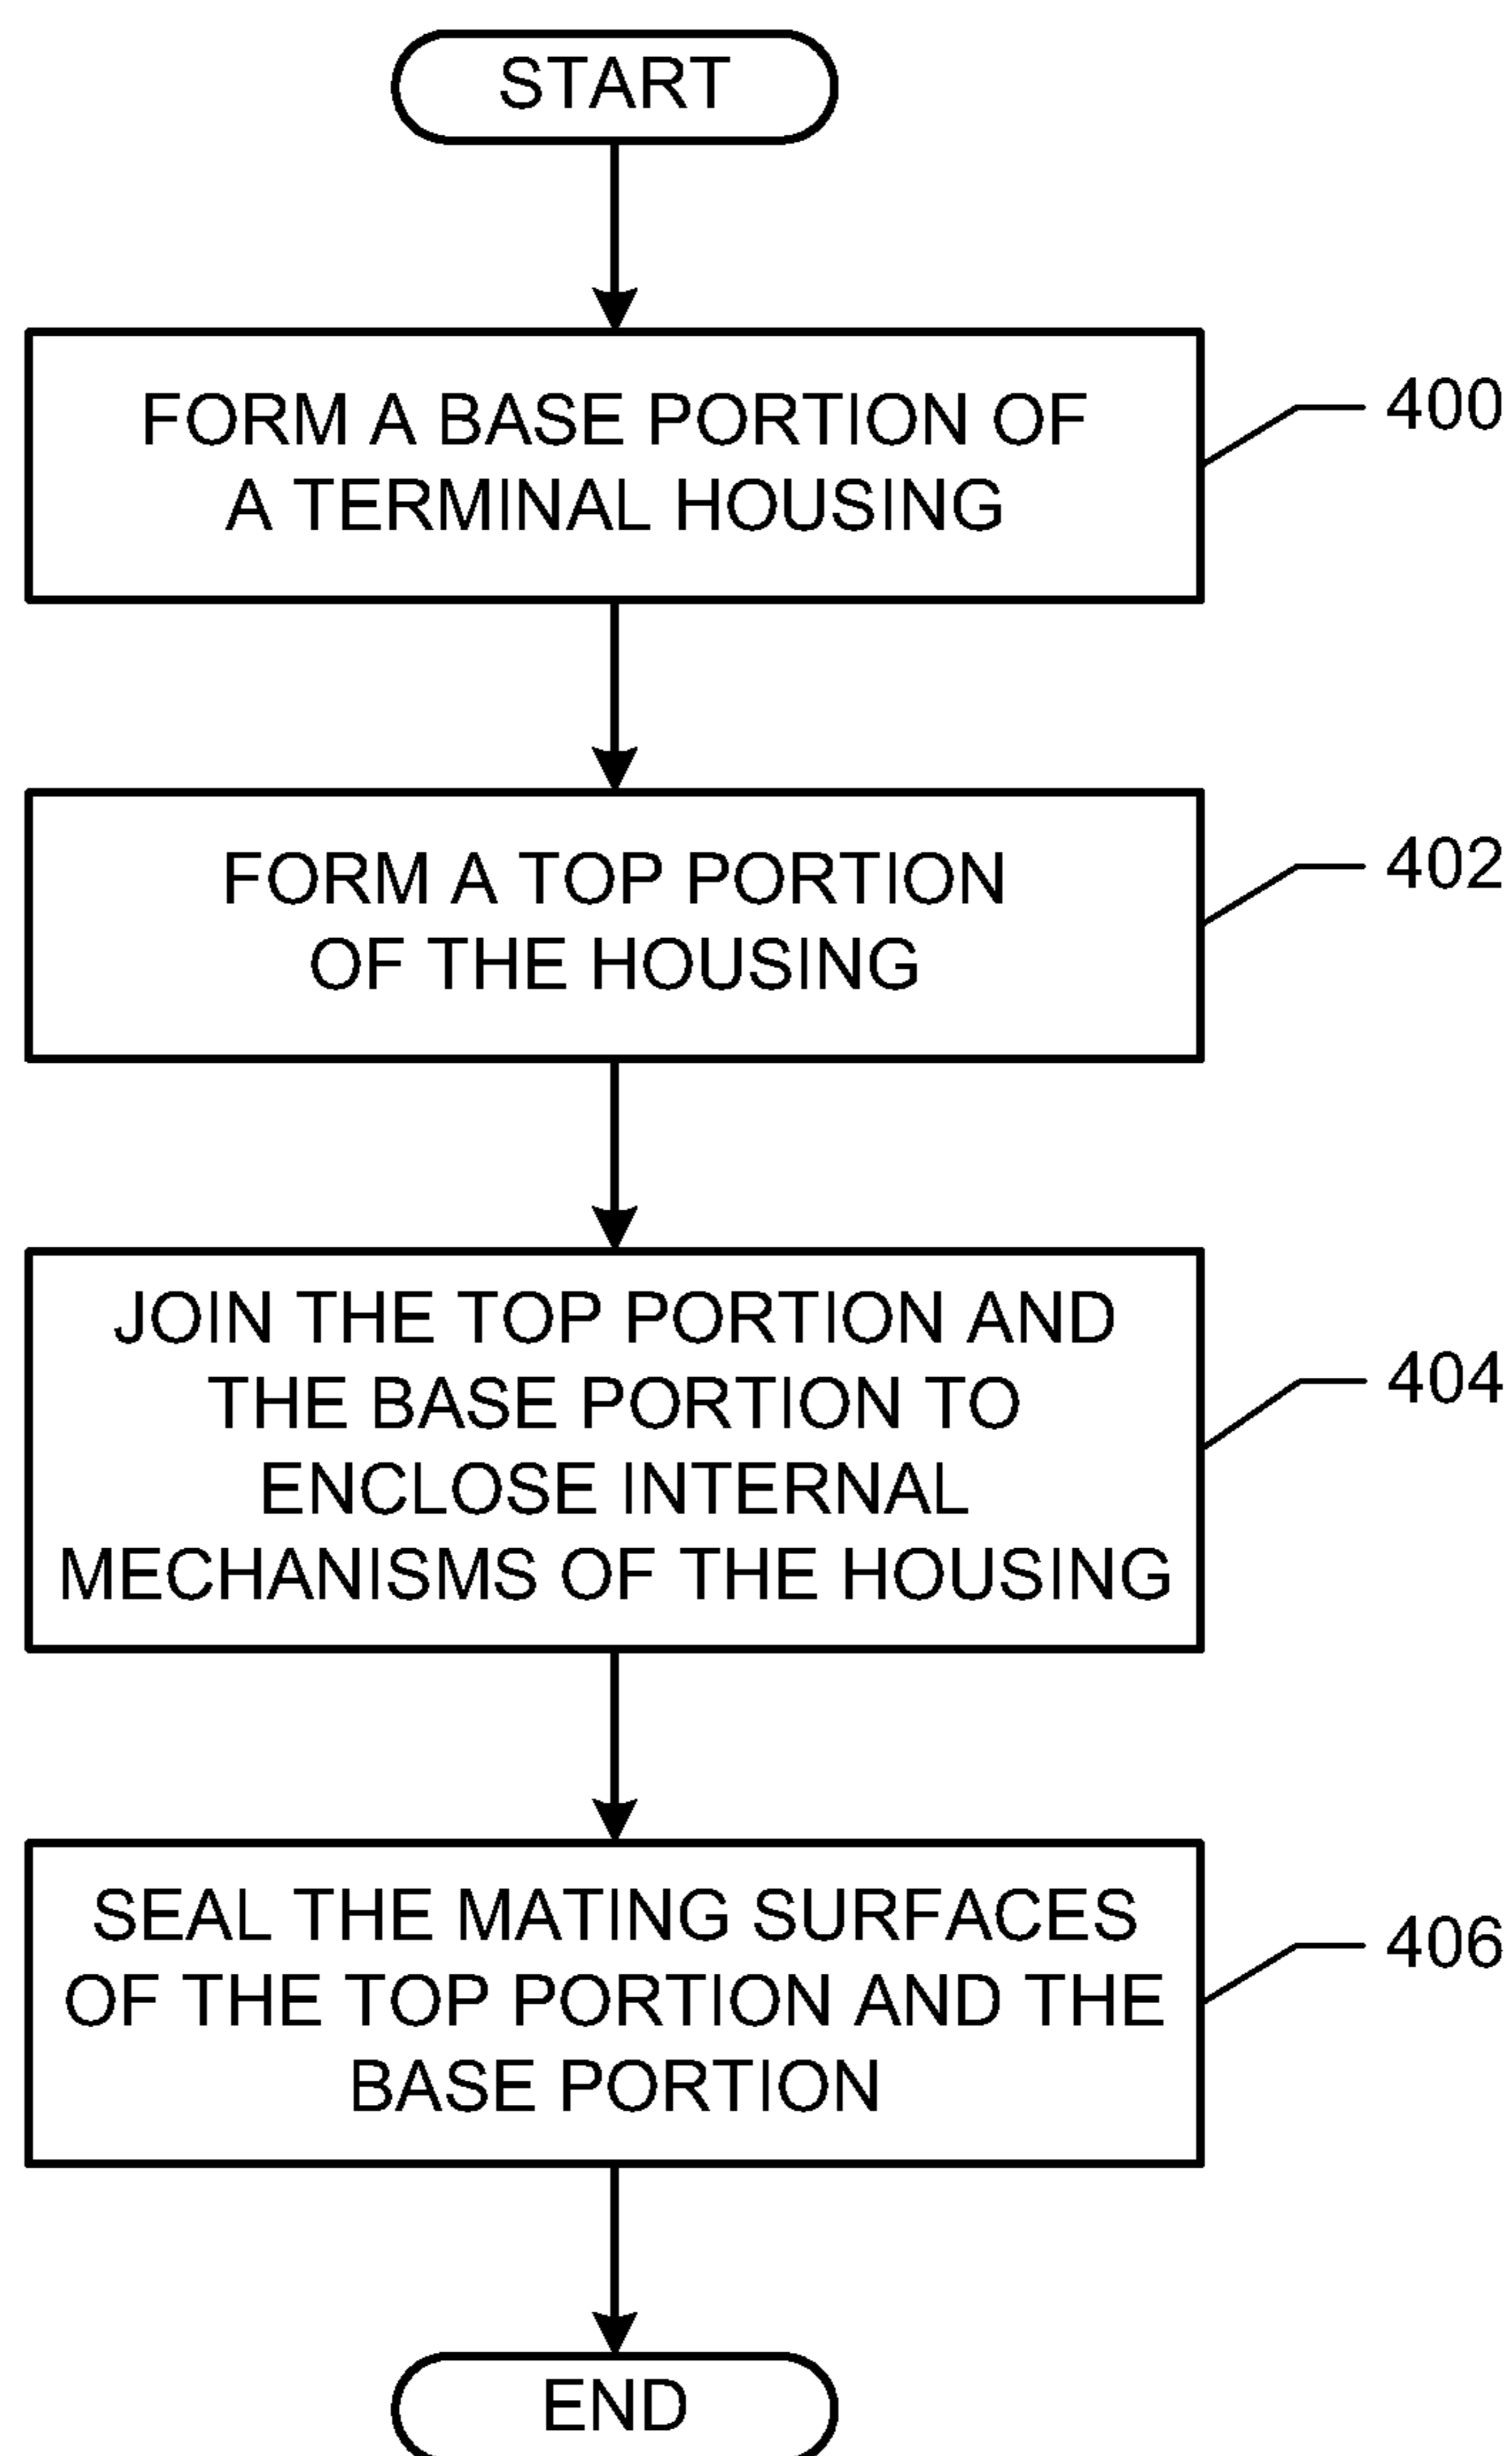 START
FORM A BASE PORTION OF
A TERMINAL HOUSING
400
FORM A TOP PORTION
OF THE HOUSING
402
JOIN THE TOP PORTION AND
THE BASE PORTION TO
ENCLOSE INTERNAL
MECHANISMS OF THE HOUSING
404
SEAL THE MATING SURFACES
OF THE TOP PORTION AND THE
BASE PORTION
406
END